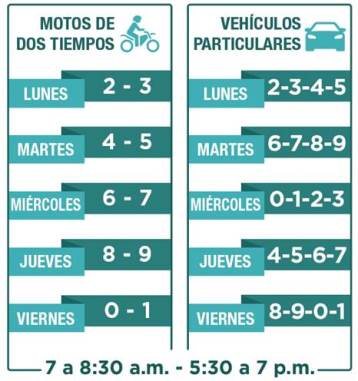 MOTOS DE
DOS TIEMPOS
LUNES 2 - 3
MARTES 4 - 5
MIÉRCOLES 6 - 7
JUEVES 8 - 9
VIERNES 0 - 1
VEHÍCULOS
PARTICULARES
LUNES 2-3-4-5
MARTES 6-7-8-9
MIÉRCOLES 0-1-2-3
JUEVES 4-5-6-7
VIERNES 8-9-0-1
7 a 8:30 a.m. - 5:30 a 7 p.m.